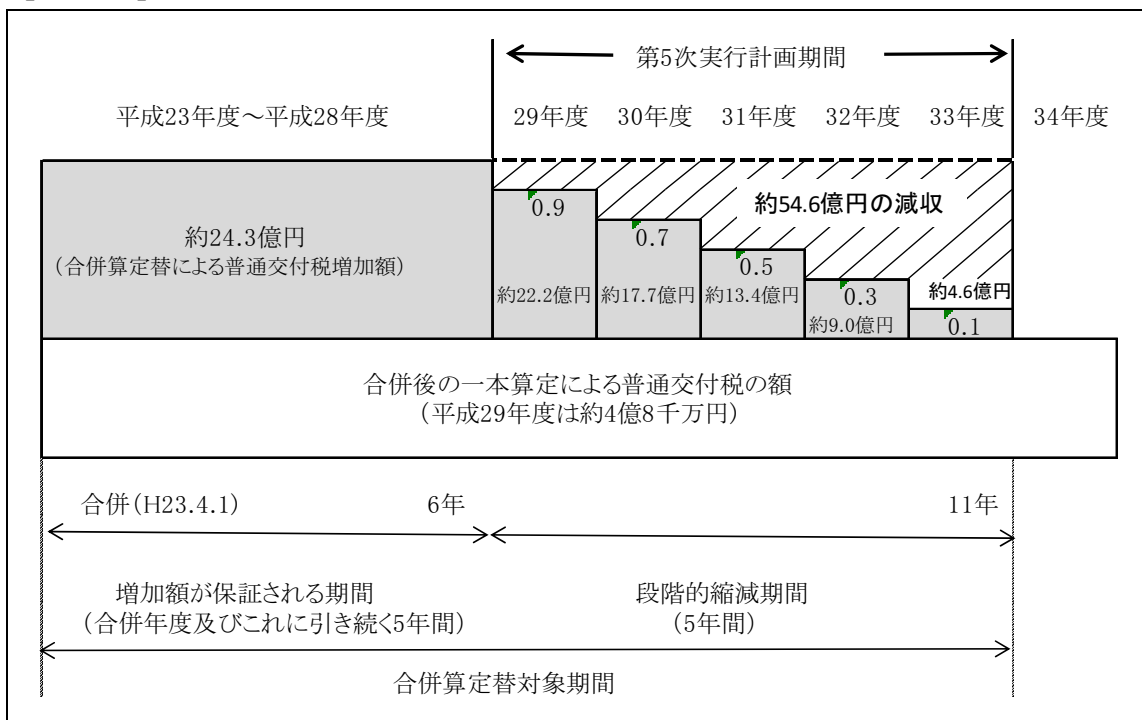 第5次実行計画期間
平成23年度～平成28年度
29年度
30年度
31年度
32年度
33年度
34年度
約24.3億円
(合併算定替による普通交付税増加額)
0.9
約22.2億円
0.7
約17.7億円
0.5
約13.4億円
0.3
約9.0億円
約4.6億円
0.1
約54.6億円の減収
合併後の一本算定による普通交付税の額
(平成29年度は約4億8千万円)
合併(H23.4.1)
6年
11年
増加額が保証される期間
(合併年度及びこれに引き続く5年間)
段階的縮減期間
(5年間)
合併算定替対象期間